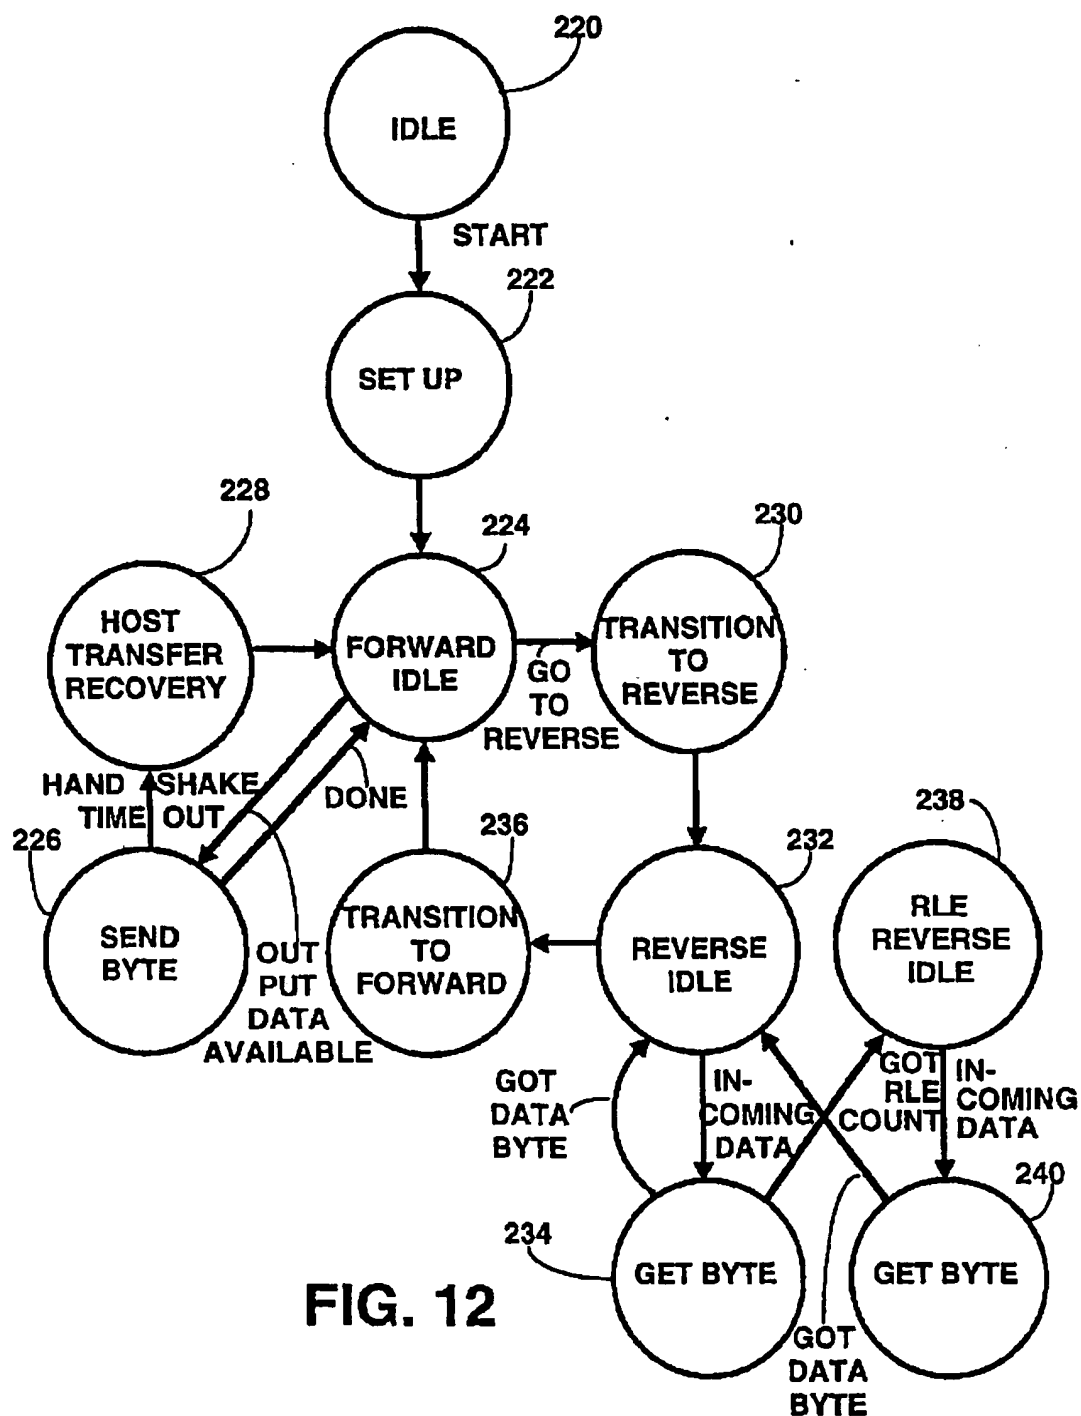 220
IDLE
START
222
SET UP
228
224
230
HOST
TRANSFER
RECOVERY
FORWARD
IDLE
TRANSITION
TO
REVERSE
GO
TO
REVERSE
HAND SHAKE
TIME OUT
DONE
226
236
232
238
SEND
BYTE
OUT
PUT
DATA
AVAILABLE
TRANSITION
TO
FORWARD
REVERSE
IDLE
RLE
REVERSE
IDLE
GOT
DATA
BYTE
IN-
COMING
DATA
GOT
RLE
COUNT
IN-
COMING
DATA
234
240
GET BYTE
GET BYTE
GOT
DATA
BYTE
FIG. 12